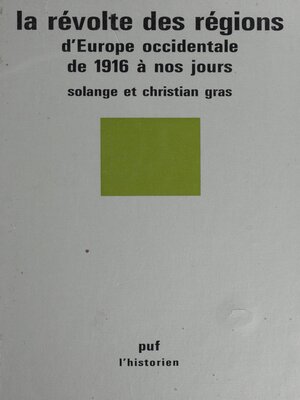 la révolte des régions
d'Europe occidentale
de 1916 à nos jours
solange et christian gras
puf
l'historien